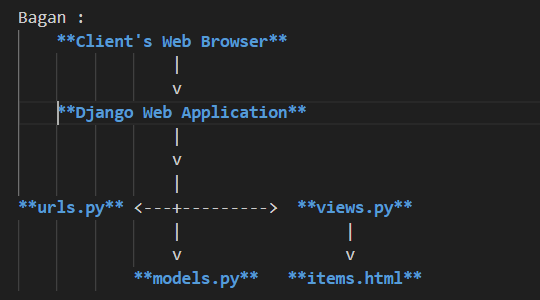 Bagan :
**Client's Web Browser**
|
v
**Django Web Application**
|
v
|
**urls.py** <---+---------> **views.py**
| |
v v
**models.py** **items.html**